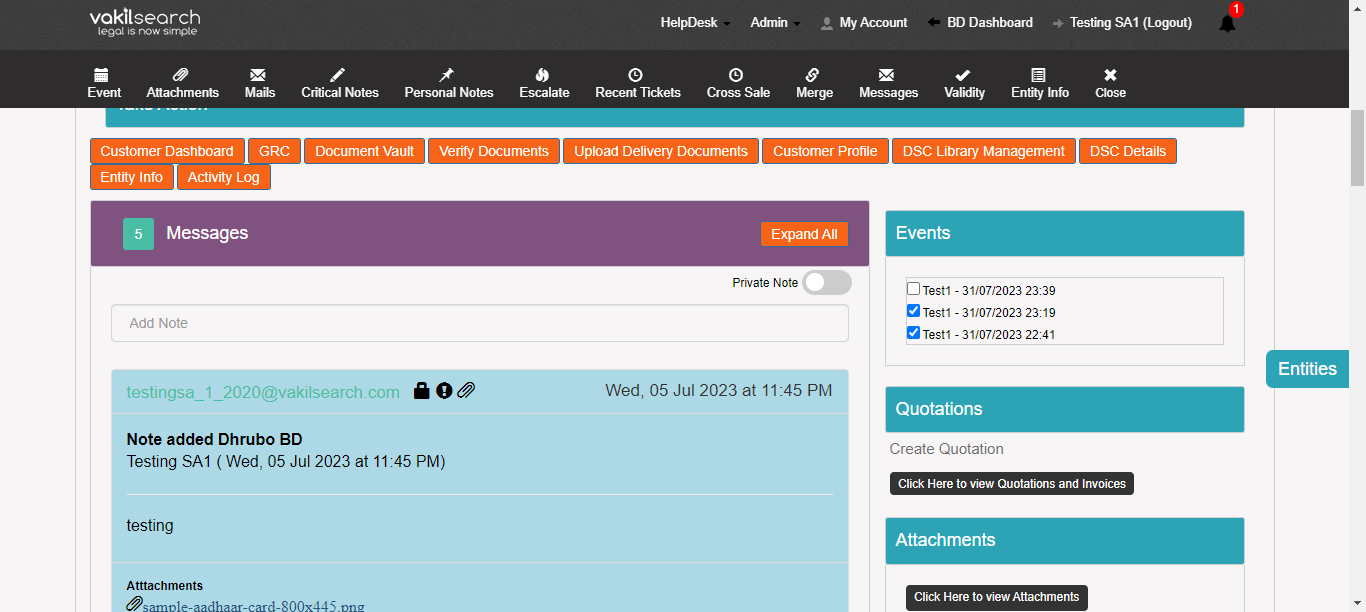 vakilsearch
legal is now simple
HelpDesk
Admin
My Account
BD Dashboard
Testing SA1 (Logout)
1
Event
Attachments
Mails
Critical Notes
Personal Notes
Escalate
Recent Tickets
Cross Sale
Merge
Messages
Validity
Entity Info
Close
Take Action
Customer Dashboard
GRC
Document Vault
Verify Documents
Upload Delivery Documents
Customer Profile
DSC Library Management
DSC Details
Entity Info
Activity Log
5
Messages
Expand All
Private Note
Add Note
testingsa_1_2020@vakilsearch.com
Wed, 05 Jul 2023 at 11:45 PM
Note added Dhrubo BD
Testing SA1 ( Wed, 05 Jul 2023 at 11:45 PM)
testing
Atttachments
sample-aadhaar-card-800x445.png
Events
Test1 - 31/07/2023 23:39
Test1 - 31/07/2023 23:19
Test1 - 31/07/2023 22:41
Entities
Quotations
Create Quotation
Click Here to view Quotations and Invoices
Attachments
Click Here to view Attachments